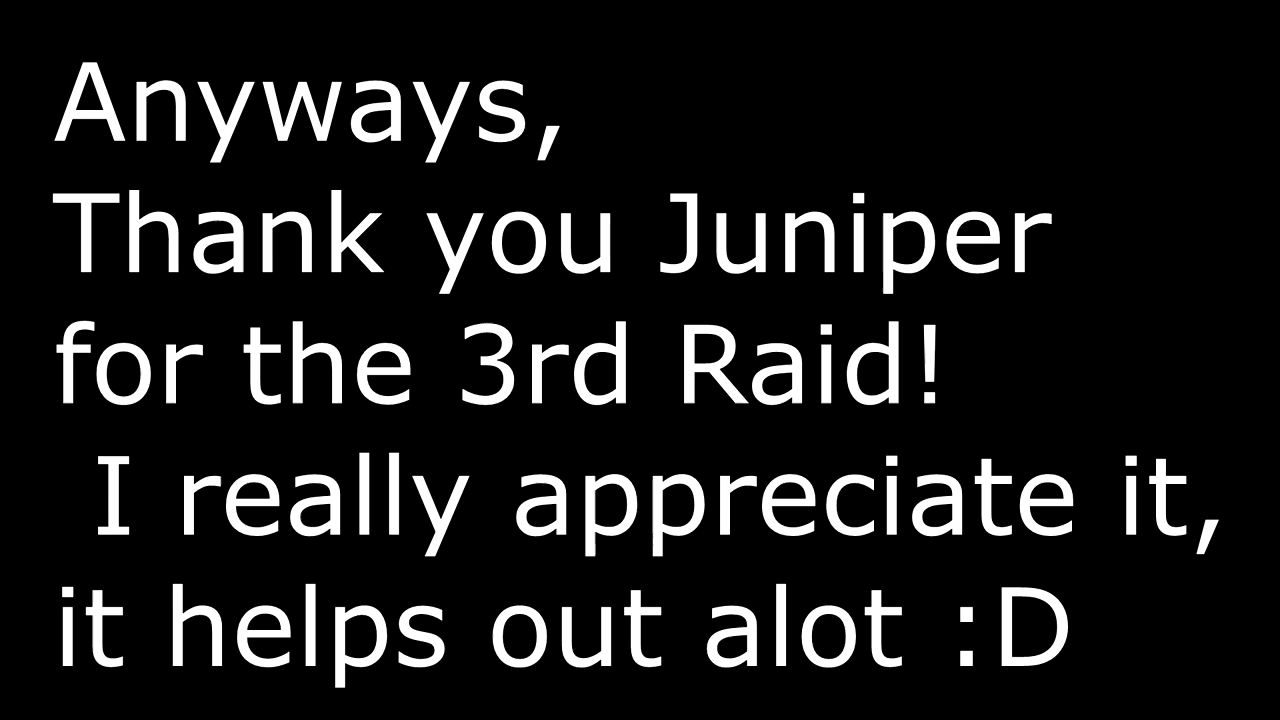 Anyways,
Thank you Juniper
for the 3rd Raid!
I really appreciate it,
it helps out alot :D